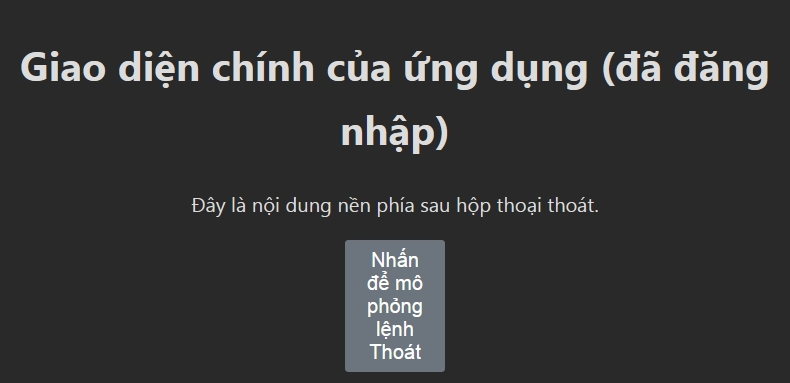 Giao diện chính của ứng dụng (đã đăng
nhập)
Đây là nội dung nền phía sau hộp thoại thoát.
Nhấn
để mô
phỏng
lệnh
Thoát